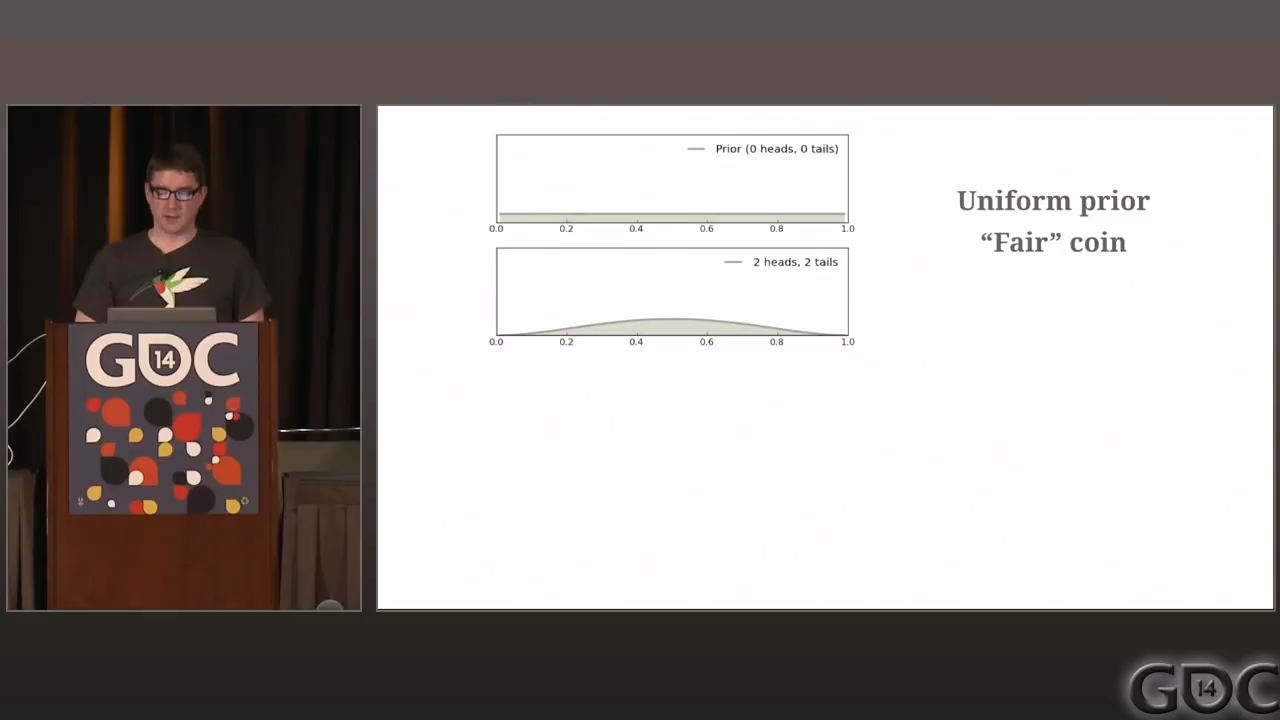 GDC
14
Prior (0 heads, 0 tails)
0.0 0.2 0.4 0.6 0.8 1.0
2 heads, 2 tails
0.0 0.2 0.4 0.6 0.8 1.0
Uniform prior
“Fair” coin
GDC
14